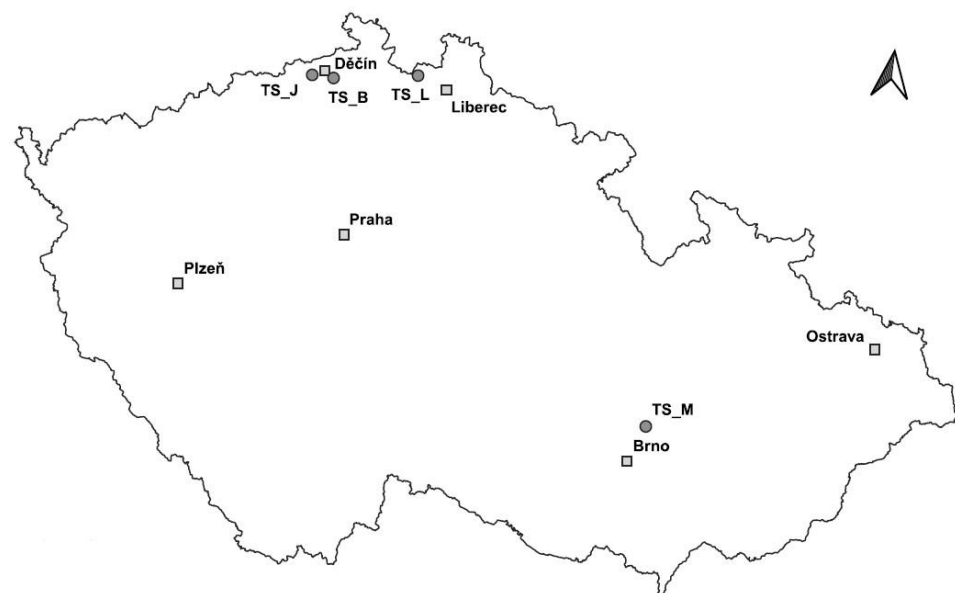 Děčín
TS_J
TS_B
TS_L
Liberec
Praha
Plzeň
Ostrava
TS_M
Brno